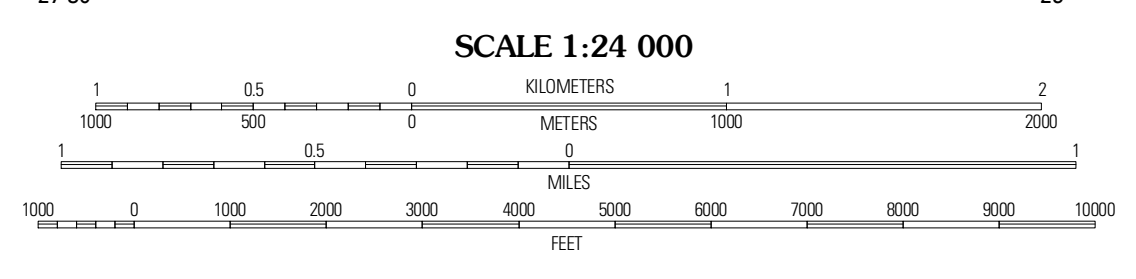 SCALE 1:24 000
1 0.5 0 KILOMETERS 1 2
1000 500 0 METERS 1000 2000
1 0.5 0 1
MILES
1000 0 1000 2000 3000 4000 5000 6000 7000 8000 9000 10000
FEET